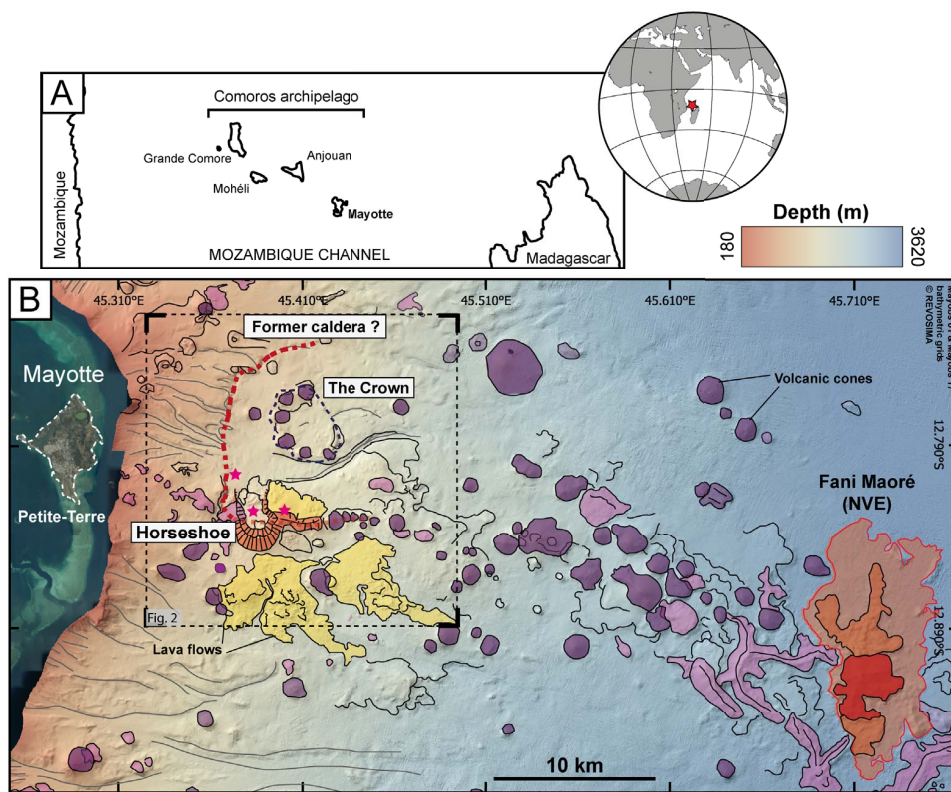 A
Comoros archipelago
Grande Comore
Anjouan
Mohéli
Mayotte
Mozambique
MOZAMBIQUE CHANNEL
Madagascar
Depth (m)
180
3620
B
45.310°E
45.410°E
45.510°E
45.610°E
45.710°E
bathymetric grids
© REVOSIMA
Former caldera ?
Mayotte
The Crown
Volcanic cones
12.790°S
Petite-Terre
Horseshoe
Fani Maoré
(NVE)
Fig. 2
Lava flows
12.890°S
10 km